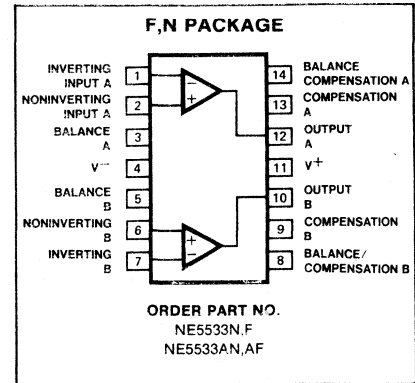 F,N PACKAGE
INVERTING
INPUT A
1
NONINVERTING
INPUT A
2
BALANCE
A
3
V−
4
BALANCE
B
5
NONINVERTING
B
6
INVERTING
B
7
−
+
+
−
14
BALANCE
COMPENSATION A
13
COMPENSATION
A
12
OUTPUT
A
11
V+
10
OUTPUT
B
9
COMPENSATION
B
8
BALANCE/
COMPENSATION B
ORDER PART NO.
NE5533N,F
NE5533AN,AF